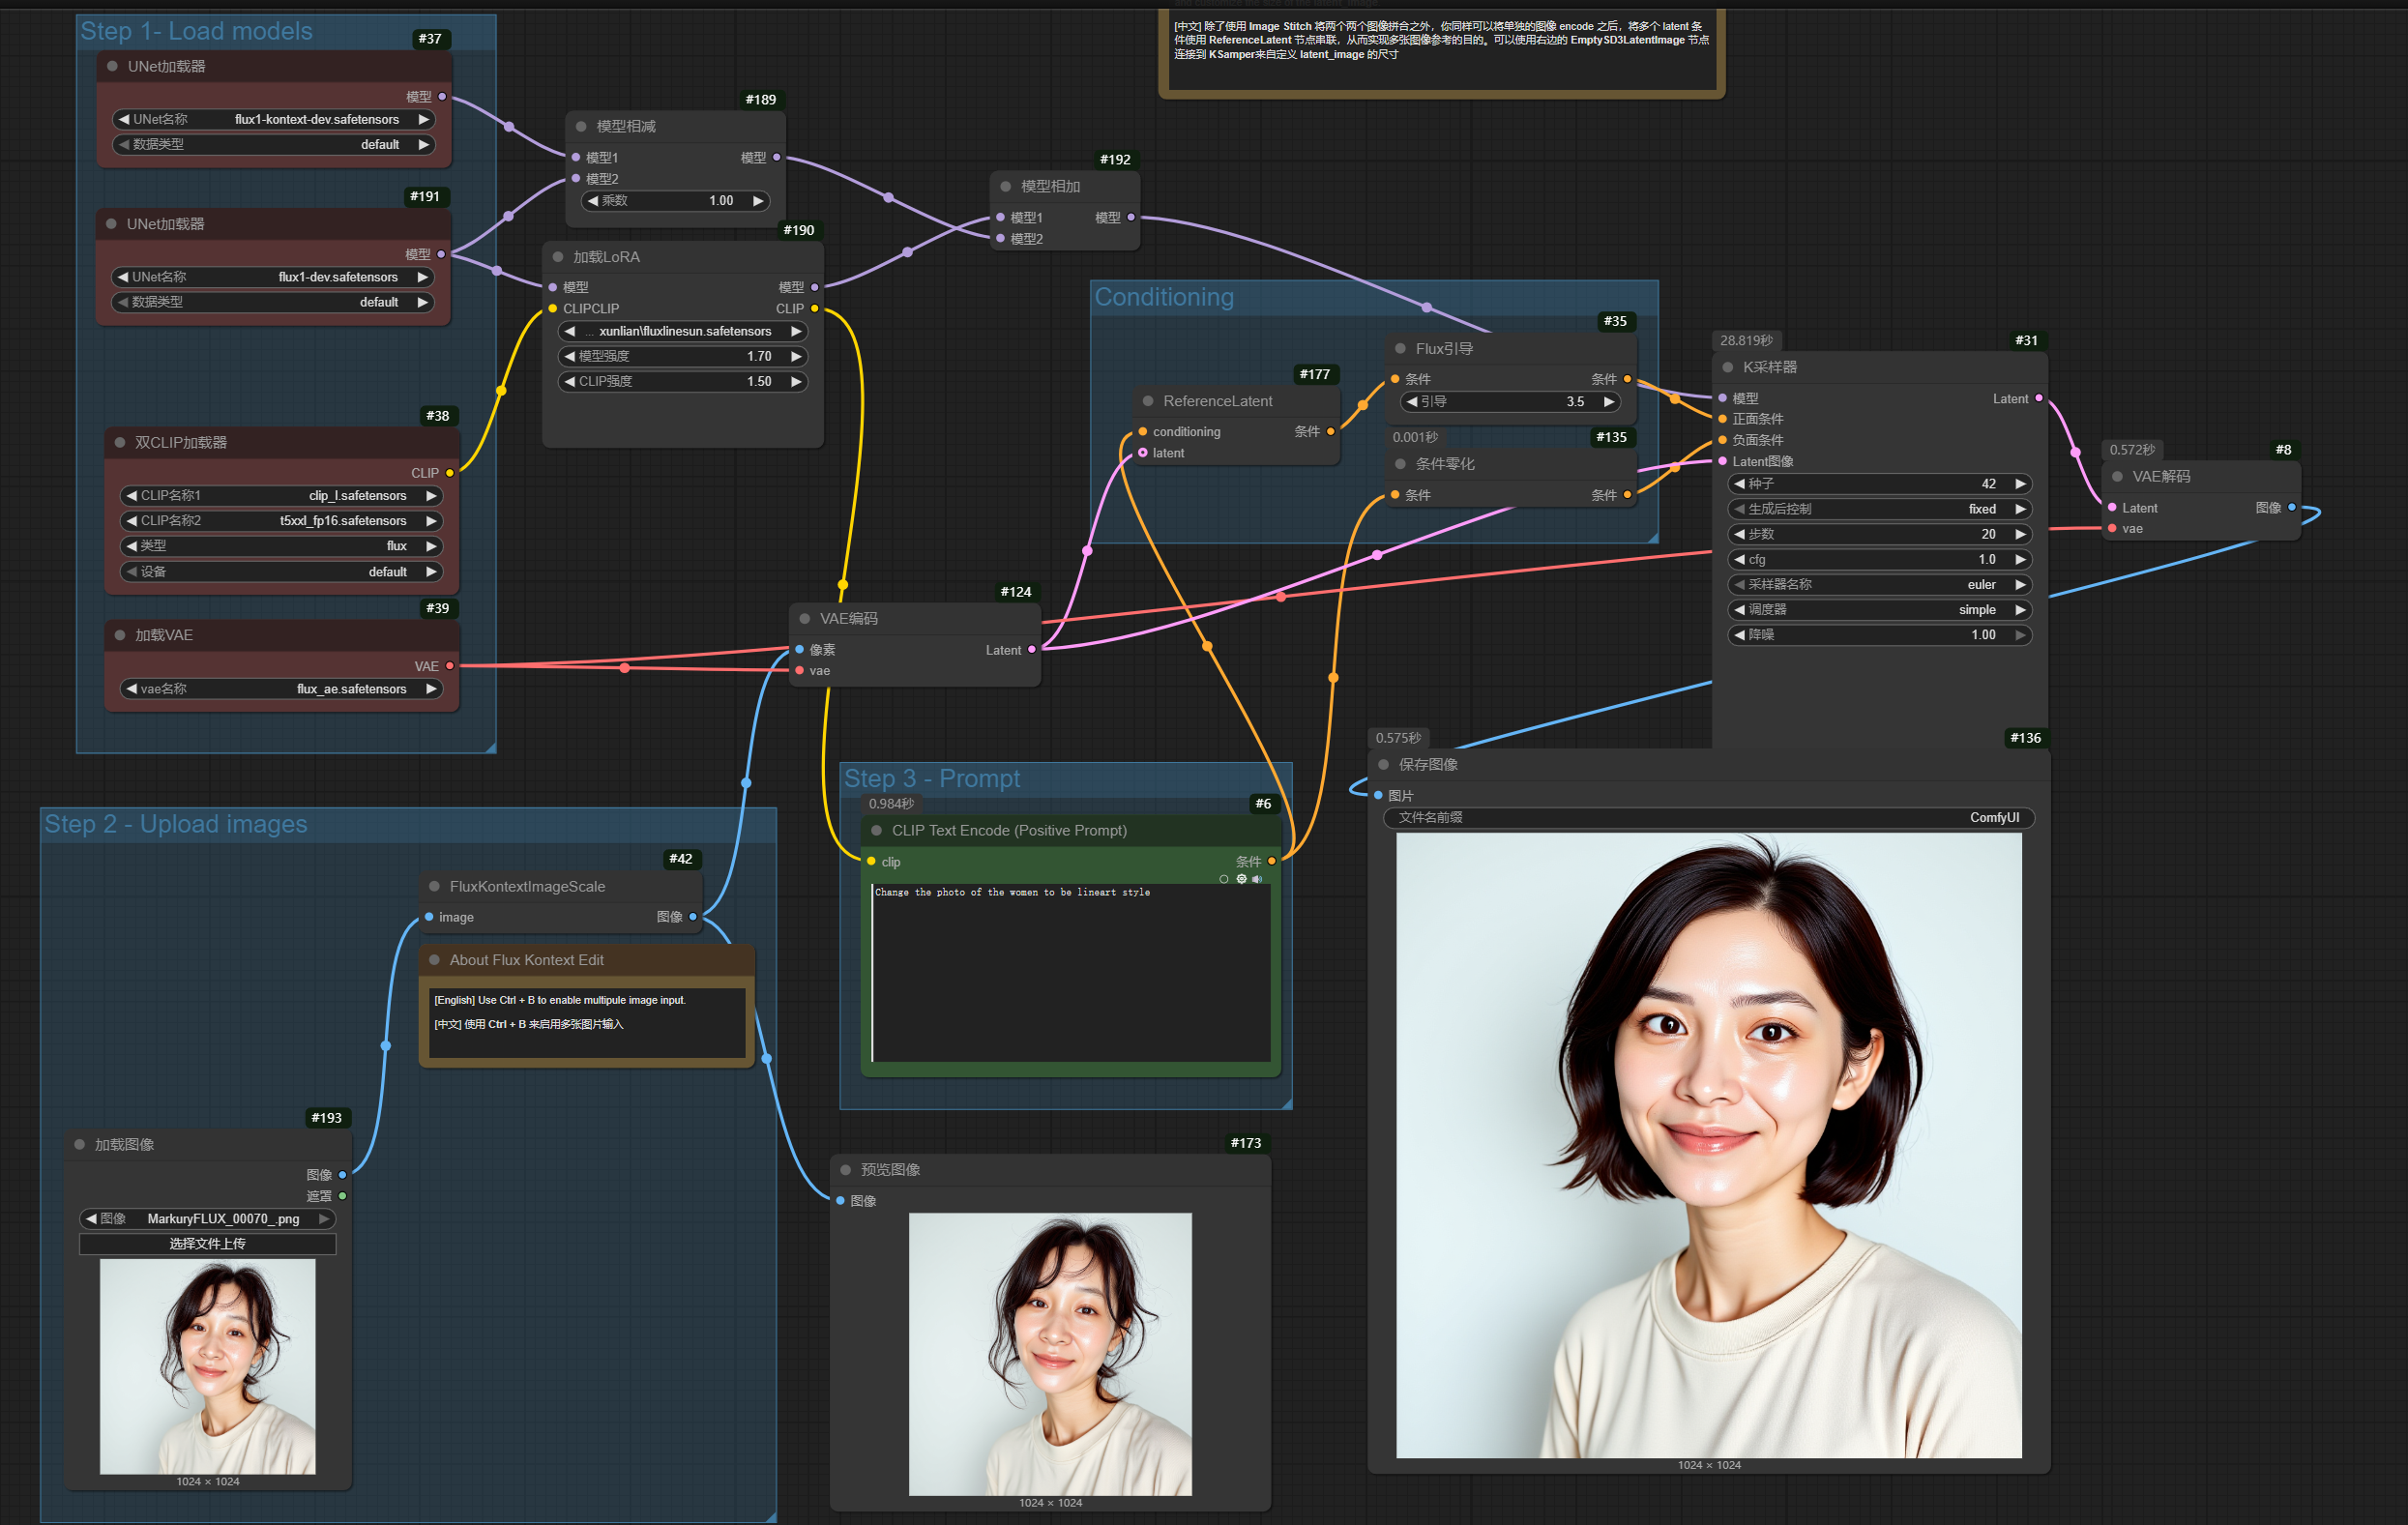 Step 1- Load models
#37
UNet加载器
模型
UNet名称 flux1-kontext-dev.safetensors
数据类型 default
#191
UNet加载器
模型
UNet名称 flux1-dev.safetensors
数据类型 default
#38
双CLIP加载器
CLIP
CLIP名称1 clip_l.safetensors
CLIP名称2 t5xxl_fp16.safetensors
类型 flux
设备 default
#39
加载VAE
VAE
vae名称 flux_ae.safetensors
#189
模型相减
模型1 模型
模型2
乘数 1.00
#190
加载LoRA
模型 模型
CLIPCLIP CLIP
... xunlian\fluxlinesun.safetensors
模型强度 1.70
CLIP强度 1.50
#192
模型相加
模型1 模型
模型2
[中文] 除了使用 Image Stitch 将两个两个图像拼合之外，你同样可以将单独的图像 encode 之后，将多个 latent 条
件使用 ReferenceLatent 节点串联，从而实现多张图像参考的目的。可以使用右边的 EmptySD3LatentImage 节点
连接到 KSamper来自定义 latent_image 的尺寸
Conditioning
#177
ReferenceLatent
conditioning 条件
latent
#35
Flux引导
条件 条件
引导 3.5
0.001秒 #135
条件零化
条件 条件
28.819秒 #31
K采样器
模型 Latent
正面条件
负面条件
Latent图像
种子 42
生成后控制 fixed
步数 20
cfg 1.0
采样器名称 euler
调度器 simple
降噪 1.00
0.572秒 #8
VAE解码
Latent 图像
vae
#124
VAE编码
像素 Latent
vae
Step 2 - Upload images
#42
FluxKontextImageScale
image 图像
About Flux Kontext Edit
[English] Use Ctrl + B to enable multipule image input.
[中文] 使用 Ctrl + B 来启用多张图片输入
#193
加载图像
图像
遮罩
图像 MarkuryFLUX_00070_.png
选择文件上传
1024 × 1024
Step 3 - Prompt
0.984秒 #6
CLIP Text Encode (Positive Prompt)
clip 条件
Change the photo of the women to be lineart style
#173
预览图像
图像
1024 × 1024
0.575秒 #136
保存图像
图片
文件名前缀 ComfyUI
1024 × 1024